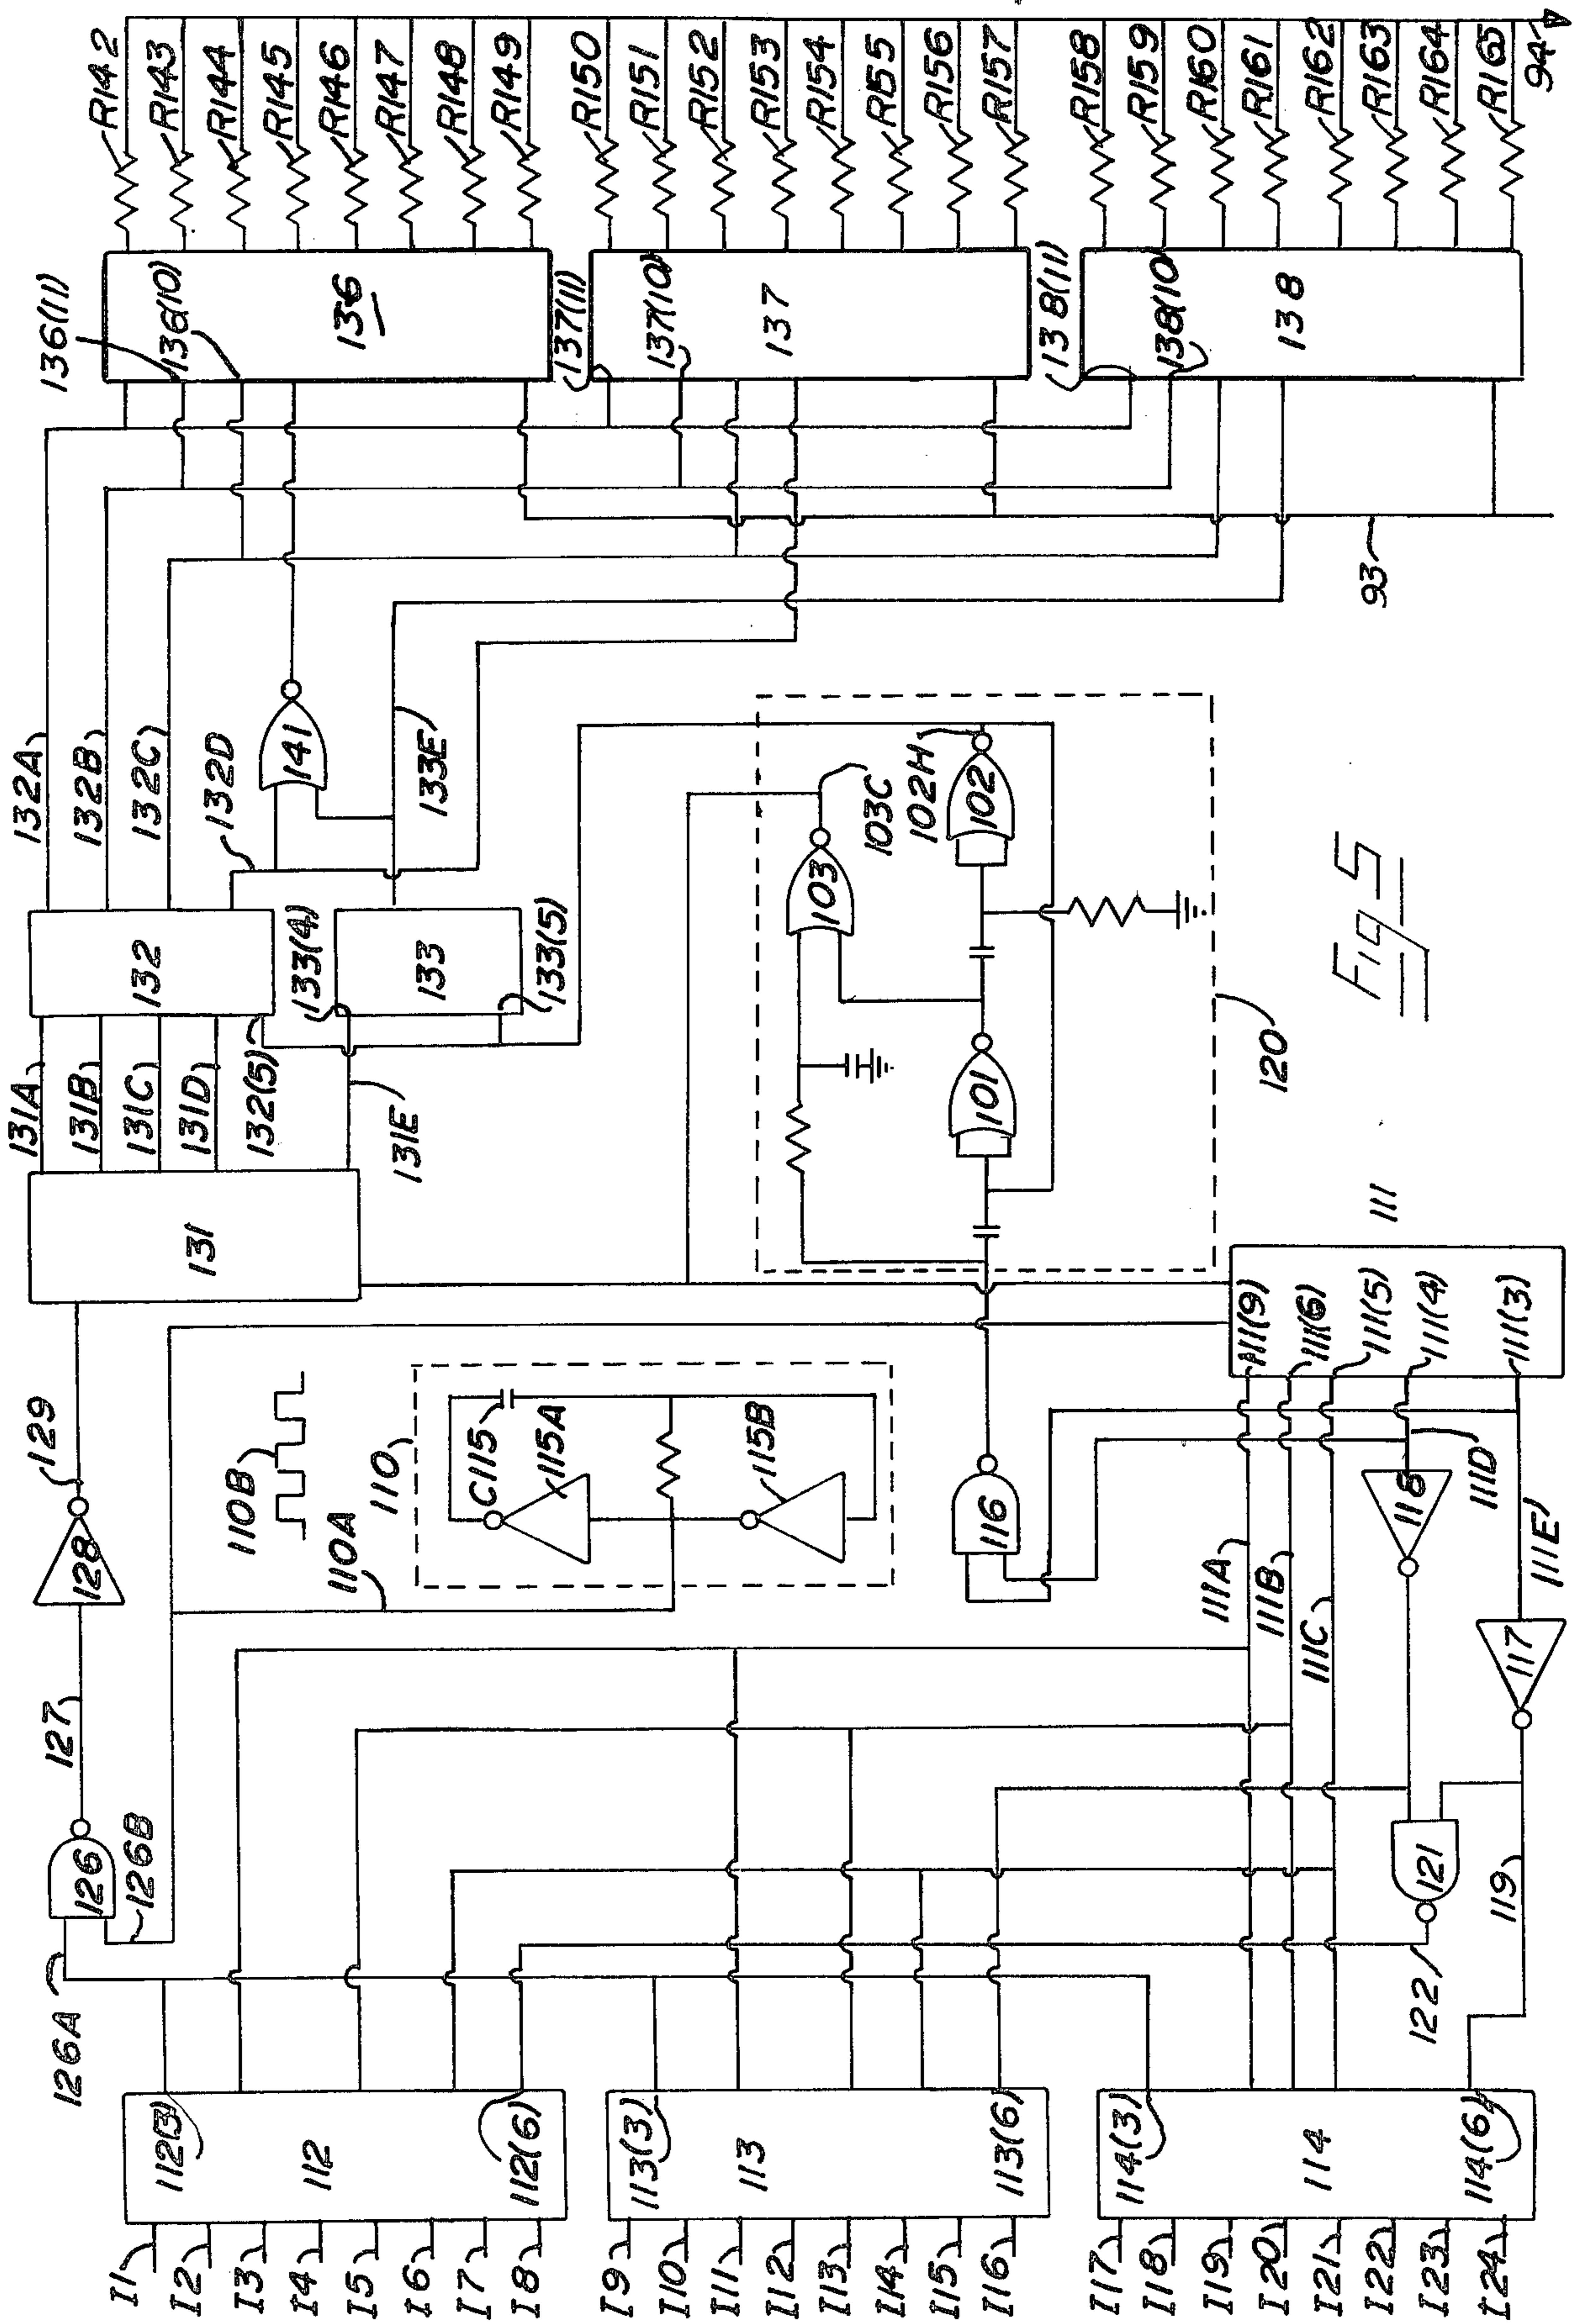 I1
I2
I3
I4
I5
I6
I7
I8
I9
I10
I11
I12
I13
I14
I15
I16
I17
I18
I19
I20
I21
I22
I23
I24
112(3)
112
112(6)
113(3)
113
113(6)
114(3)
114
114(6)
126A
126B
126
127
128
129
110B
110A
110
C115
115A
115B
116
111A
111B
111C
111D
111E
117
118
119
121
122
111
111(9)
111(6)
111(5)
111(4)
111(3)
131
131A
131B
131C
131D
132(5)
131E
132
133(4)
133
133(5)
132A
132B
132C
132D
141
133E
101
103
103C
102H
102
120
93
136(11)
136(10)
136
137(11)
137(10)
137
138(11)
138(10)
138
R142
R143
R144
R145
R146
R147
R148
R149
R150
R151
R152
R153
R154
R155
R156
R157
R158
R159
R160
R161
R162
R163
R164
R165
94
Fig 5